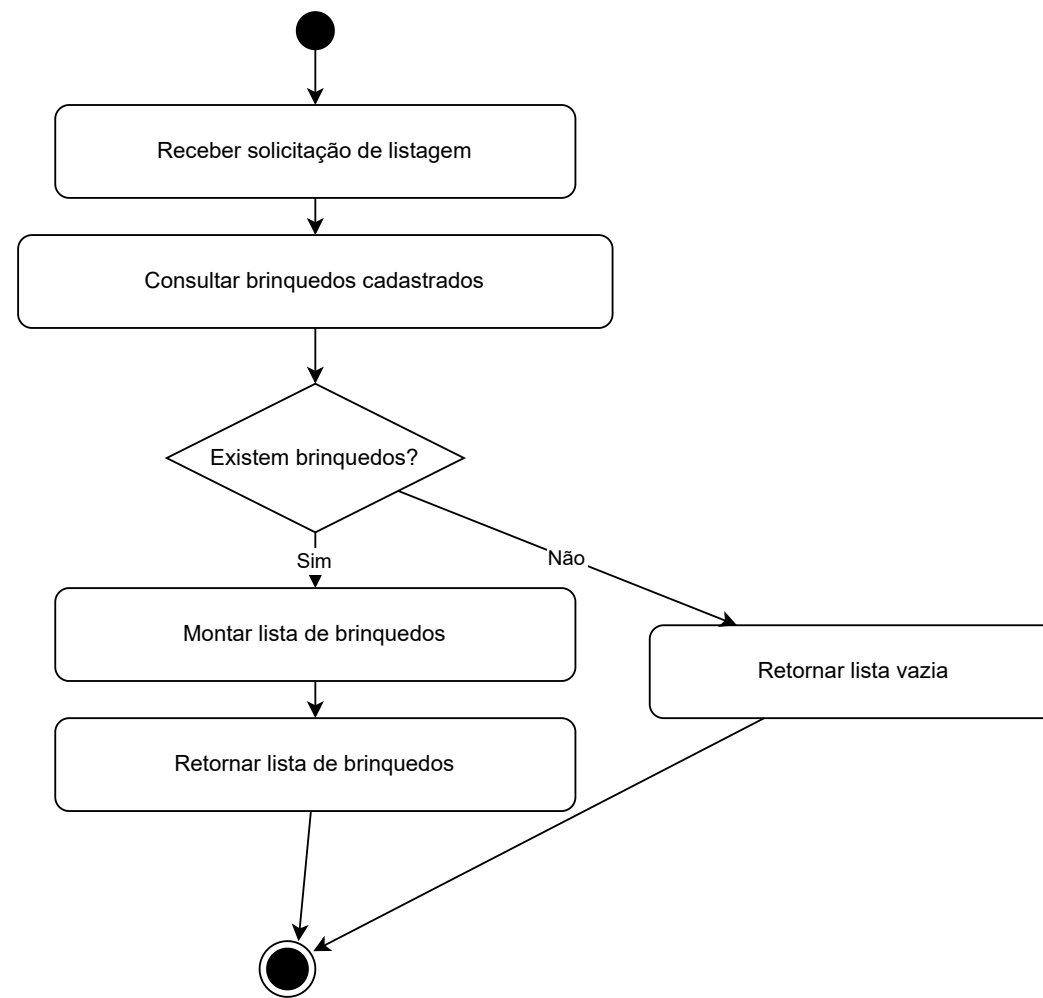 Receber solicitação de listagem
Consultar brinquedos cadastrados
Existem brinquedos?
Sim
Não
Montar lista de brinquedos
Retornar lista vazia
Retornar lista de brinquedos